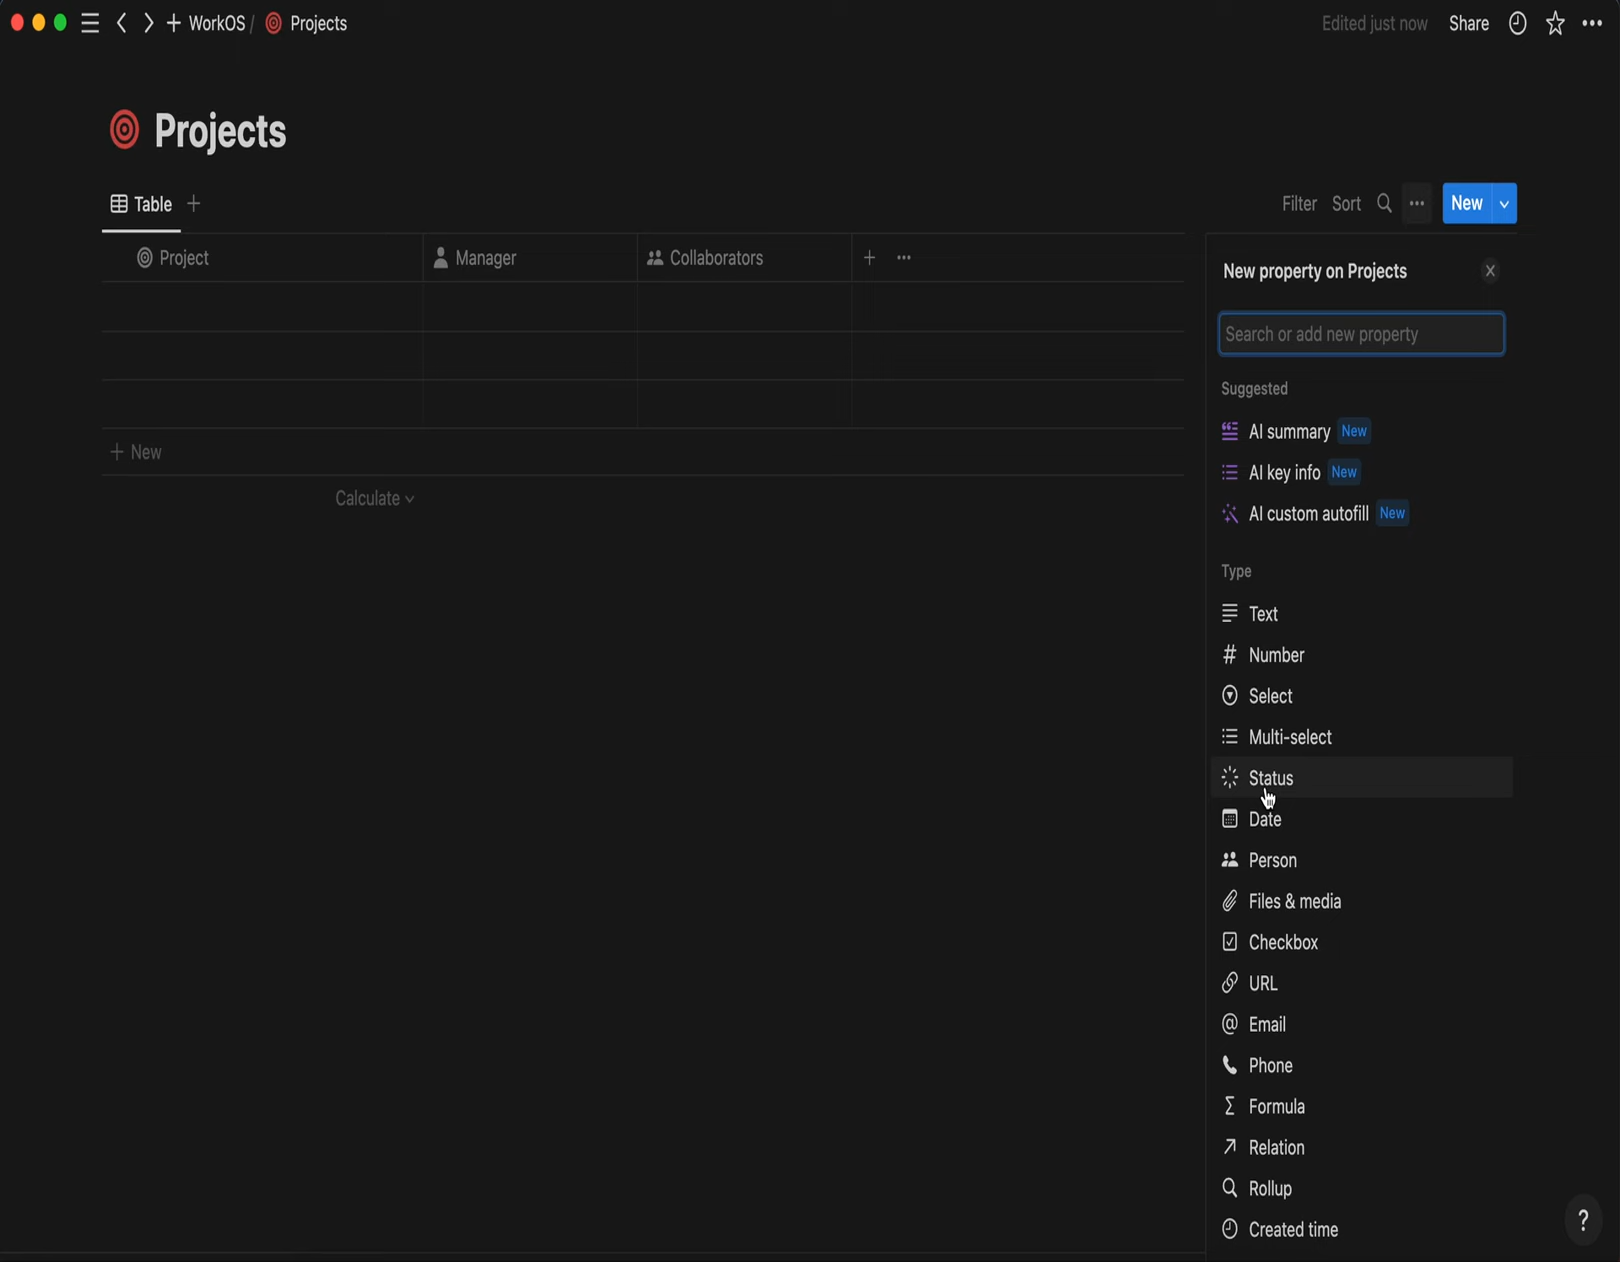 WorkOS / Projects
Edited just now Share
Projects
Table
Filter Sort New
Project Manager Collaborators
New property on Projects
Search or add new property
Suggested
AI summary New
AI key info New
AI custom autofill New
New
Calculate
Type
Text
Number
Select
Multi-select
Status
Date
Person
Files & media
Checkbox
URL
Email
Phone
Formula
Relation
Rollup
Created time
?